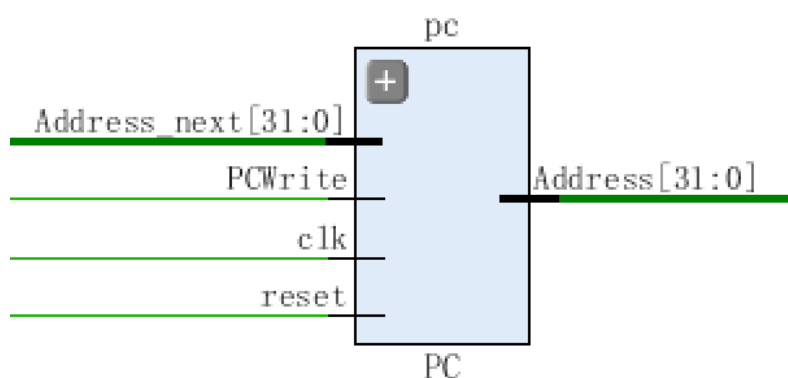 pc
+
Address_next[31:0]
PCWrite
Address[31:0]
clk
reset
PC